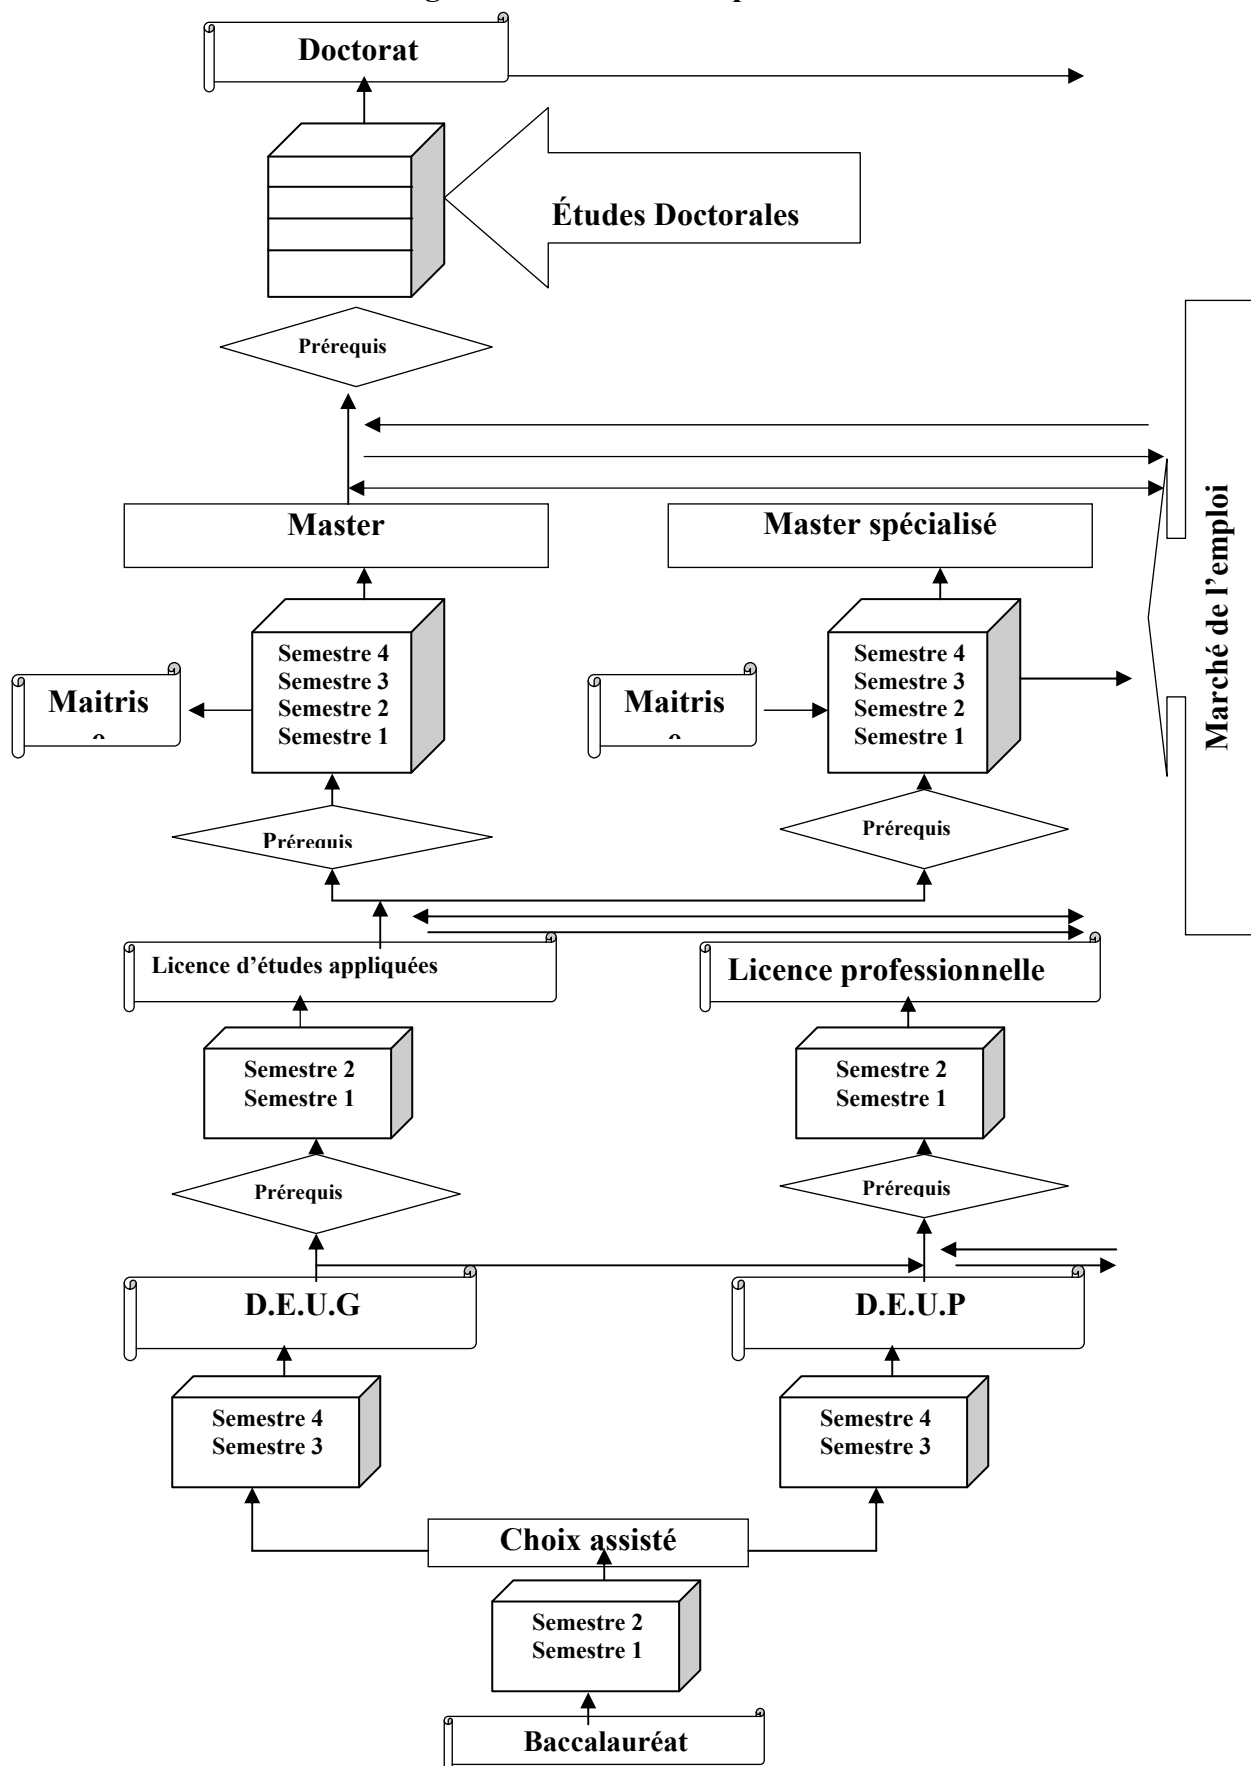 Doctorat
Études Doctorales
Prérequis
Marché de l'emploi
Master
Master spécialisé
Semestre 4
Semestre 3
Semestre 2
Semestre 1
Semestre 4
Semestre 3
Semestre 2
Semestre 1
Maitris
Maitris
Prérequis
Prérequis
Licence d'études appliquées
Licence professionnelle
Semestre 2
Semestre 1
Semestre 2
Semestre 1
Prérequis
Prérequis
D.E.U.G
D.E.U.P
Semestre 4
Semestre 3
Semestre 4
Semestre 3
Choix assisté
Semestre 2
Semestre 1
Baccalauréat